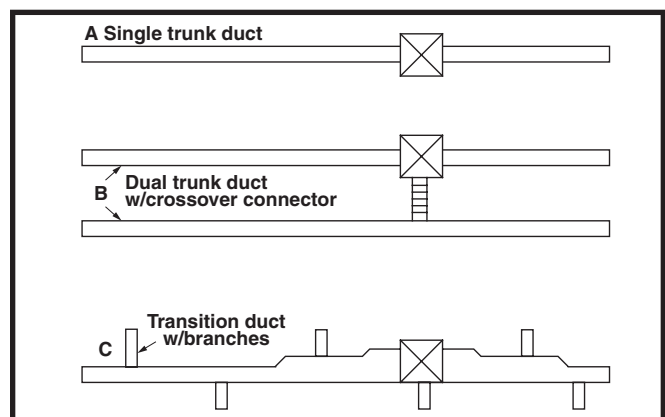 A Single trunk duct
B Dual trunk duct
w/crossover connector
C Transition duct
w/branches